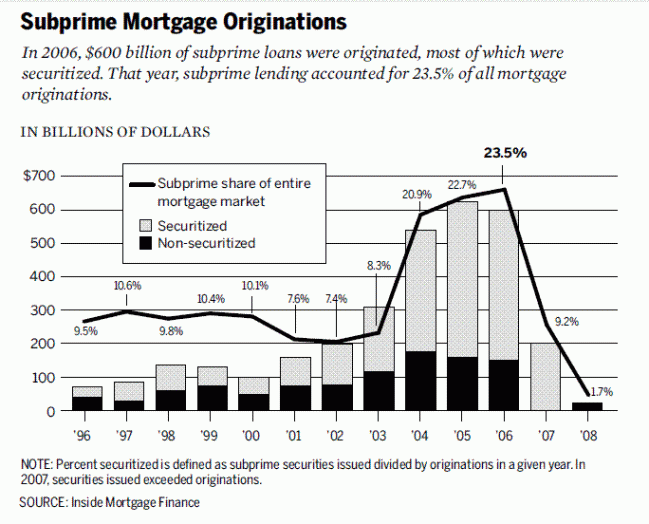 Subprime Mortgage Originations
In 2006, $600 billion of subprime loans were originated, most of which were
securitized. That year, subprime lending accounted for 23.5% of all mortgage
originations.
IN BILLIONS OF DOLLARS
23.5%
$700
600
500
400
300
200
100
0
Subprime share of entire
mortgage market
Securitized
Non-securitized
9.5%
10.6%
9.8%
10.4%
10.1%
7.6%
7.4%
8.3%
20.9%
22.7%
9.2%
1.7%
'96 '97 '98 '99 '00 '01 '02 '03 '04 '05 '06 '07 '08
NOTE: Percent securitized is defined as subprime securities issued divided by originations in a given year. In
2007, securities issued exceeded originations.
SOURCE: Inside Mortgage Finance